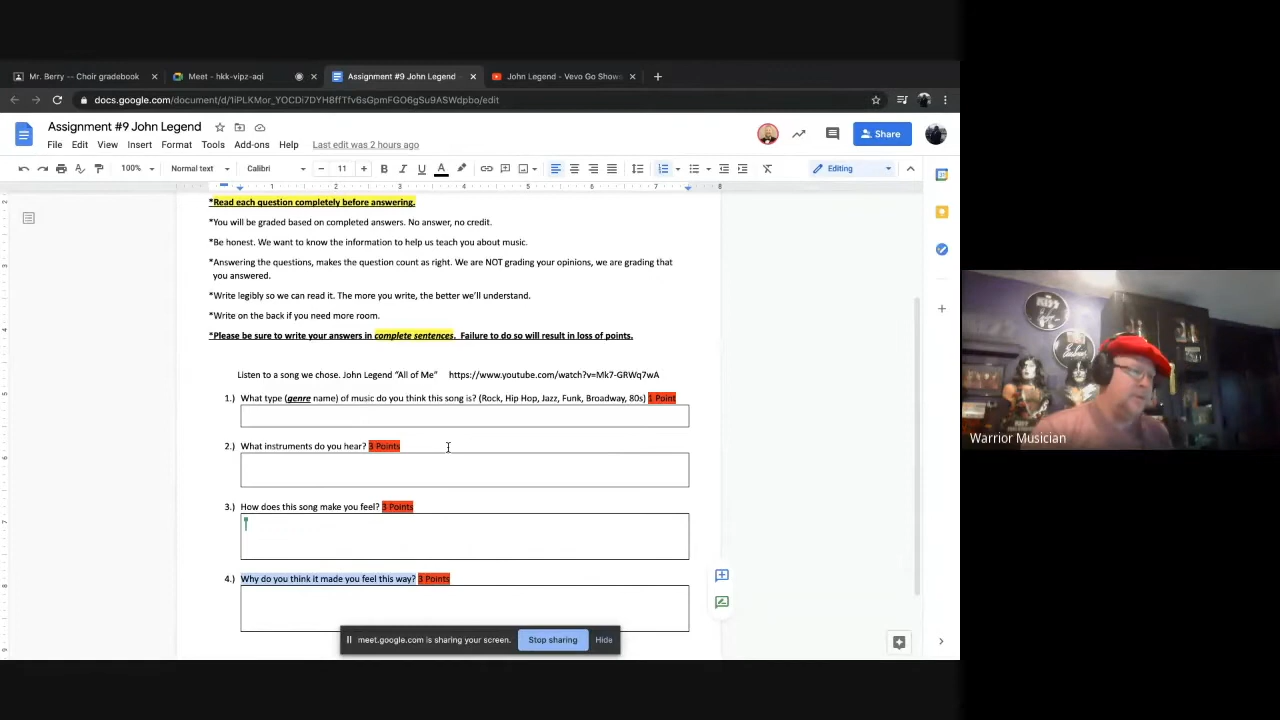 Mr. Berry -- Choir gradebook
Meet - hkk-vipz-aqi
Assignment #9 John Legend -
John Legend - Vevo Go Shows
docs.google.com/document/d/1iPLKMor_YOCDi7DYH8ffTfv6sGpmFGO6gSu9ASWdpbo/edit
Assignment #9 John Legend
Share
File Edit View Insert Format Tools Add-ons Help Last edit was 2 hours ago
100% Normal text Calibri 11 B I U A Editing
1 2 3 4 5 6 7 8
*Read each question completely before answering.
*You will be graded based on completed answers. No answer, no credit.
*Be honest. We want to know the information to help us teach you about music.
*Answering the questions, makes the question count as right. We are NOT grading your opinions, we are grading that
you answered.
*Write legibly so we can read it. The more you write, the better we'll understand.
*Write on the back if you need more room.
*Please be sure to write your answers in complete sentences. Failure to do so will result in loss of points.
Listen to a song we chose. John Legend "All of Me" https://www.youtube.com/watch?v=Mk7-GRWq7wA
1.) What type (genre name) of music do you think this song is? (Rock, Hip Hop, Jazz, Funk, Broadway, 80s) 1 Point
2.) What instruments do you hear? 3 Points
3.) How does this song make you feel? 3 Points
4.) Why do you think it made you feel this way? 3 Points
meet.google.com is sharing your screen. Stop sharing Hide
KISS
Warrior Musician